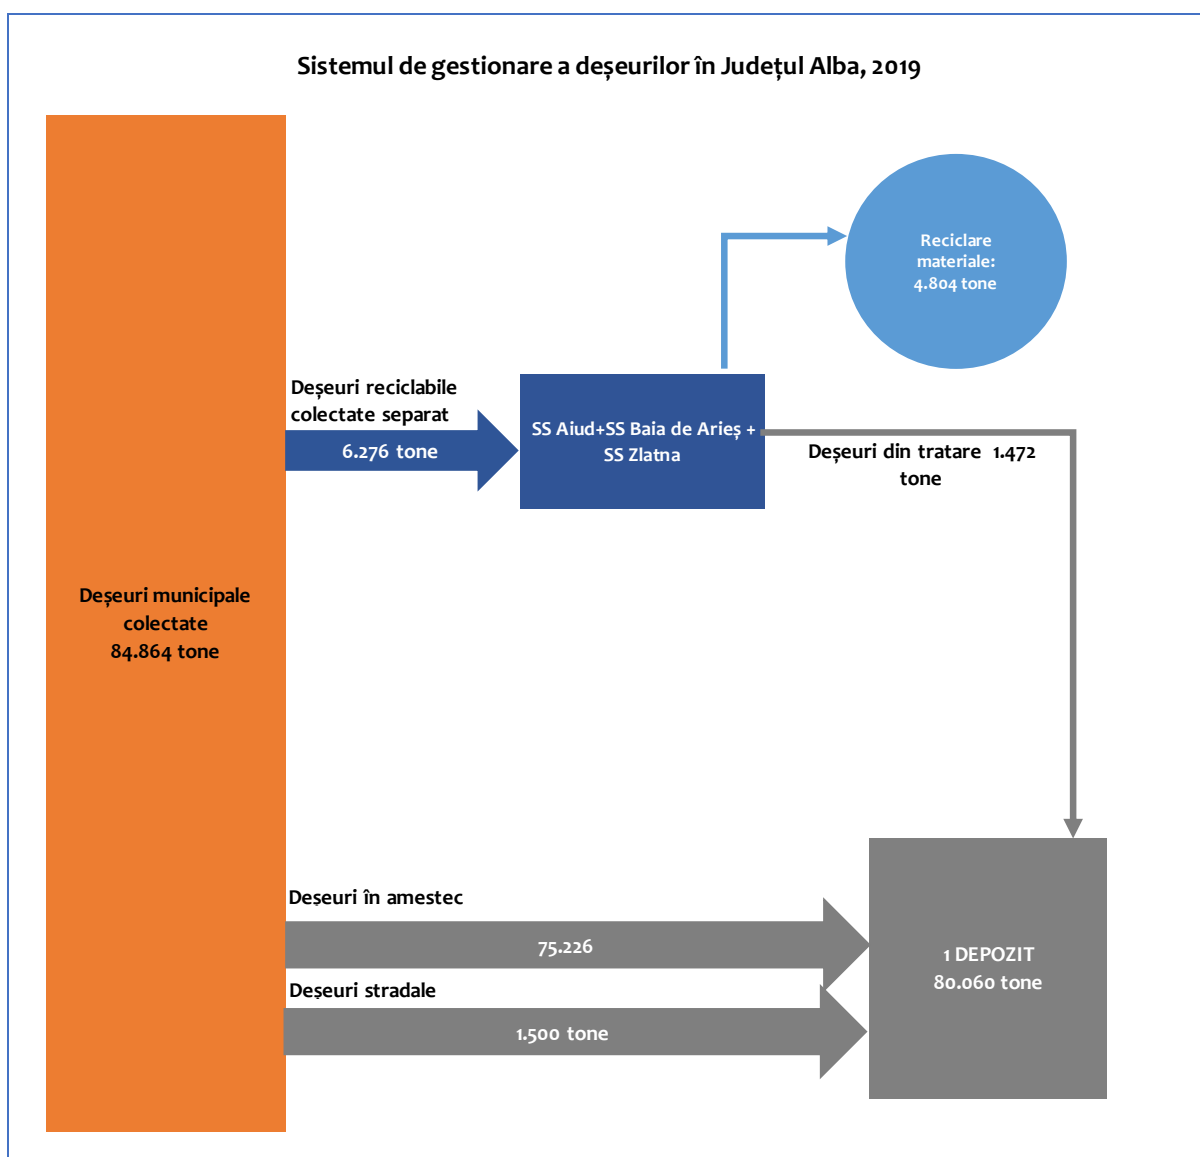 Sistemul de gestionare a deșeurilor în Județul Alba, 2019
Reciclare
materiale:
4.804 tone
Deșeuri reciclabile
colectate separat
6.276 tone
SS Aiud+SS Baia de Arieș +
SS Zlatna
Deșeuri din tratare 1.472
tone
Deșeuri municipale
colectate
84.864 tone
Deșeuri în amestec
75.226
1 DEPOZIT
80.060 tone
Deșeuri stradale
1.500 tone